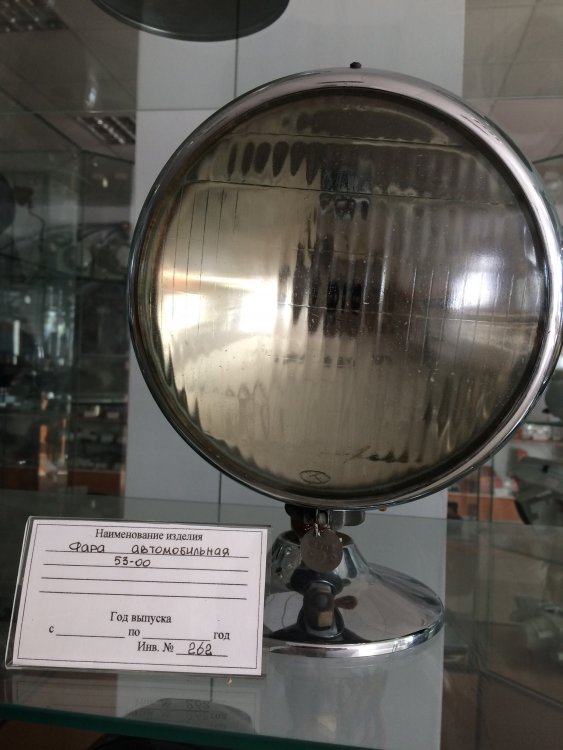 Наименование изделия
Фара автомобильная
53-00
Год выпуска
с по год
Инв. № 262